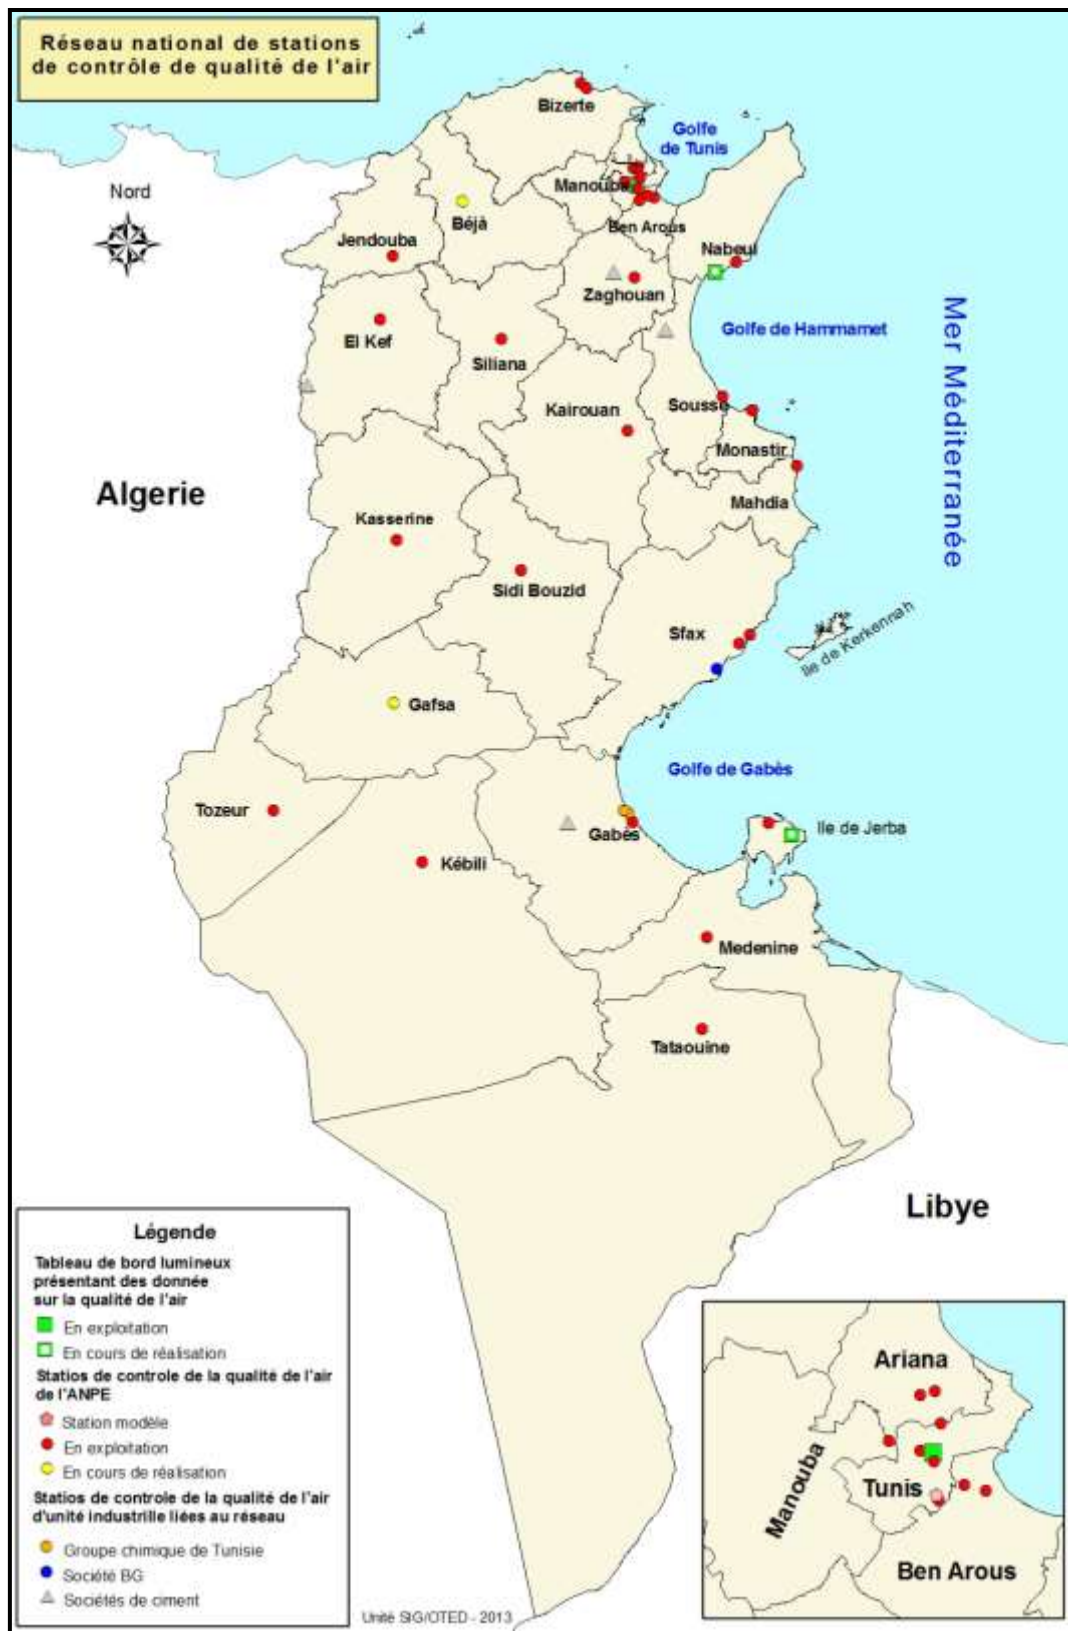 Réseau national de stations
de contrôle de qualité de l'air
Bizerte
Golfe
de Tunis
Nord
Manouba
Béjà
Ben Arous
Jendouba
Nabeul
Zaghouan
Golfe de Hammamet
El Kef
Siliana
Mer Méditerranée
Kairouan
Sousse
Monastir
Algerie
Mahdia
Kasserine
Sidi Bouzid
Sfax
Ile de Kerkennah
Gafsa
Golfe de Gabès
Tozeur
Gabès
Ile de Jerba
Kébili
Medenine
Tataouine
Libye
Légende
Tableau de bord lumineux
présentant des donnée
sur la qualité de l'air
En exploitation
En cours de réalisation
Statios de controle de la qualité de l'air
de l'ANPE
Station modèle
En exploitation
En cours de réalisation
Statios de controle de la qualité de l'air
d'unité industrille liées au réseau
Groupe chimique de Tunisie
Société BG
Sociétés de ciment
Unité SIG/OTED - 2013
Ariana
Manouba
Tunis
Ben Arous